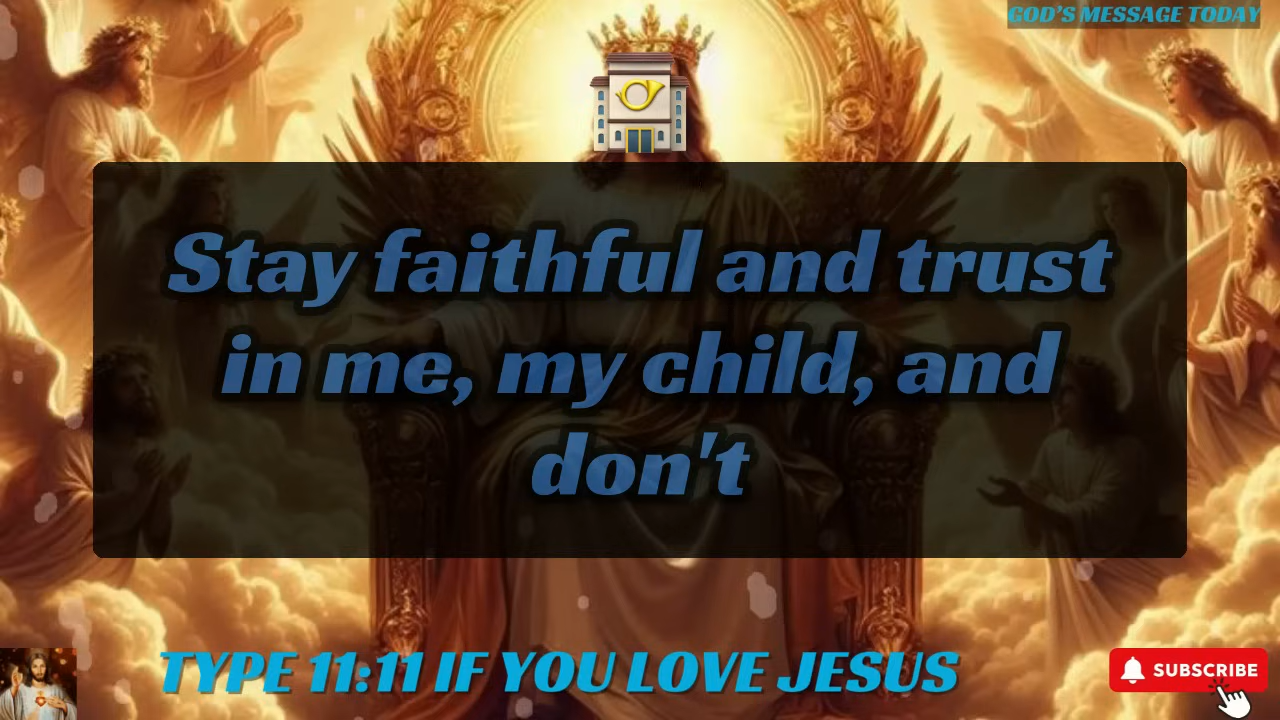 GOD'S MESSAGE TODAY
Stay faithful and trust
in me, my child, and
don't
TYPE 11:11 IF YOU LOVE JESUS
SUBSCRIBE